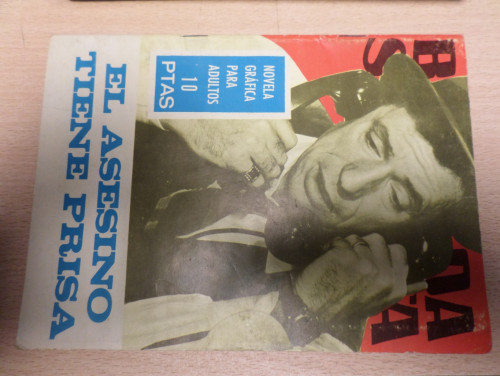 NOVELA
GRÁFICA
PARA
ADULTOS
10
PTAS
EL ASESINO
TIENE PRISA